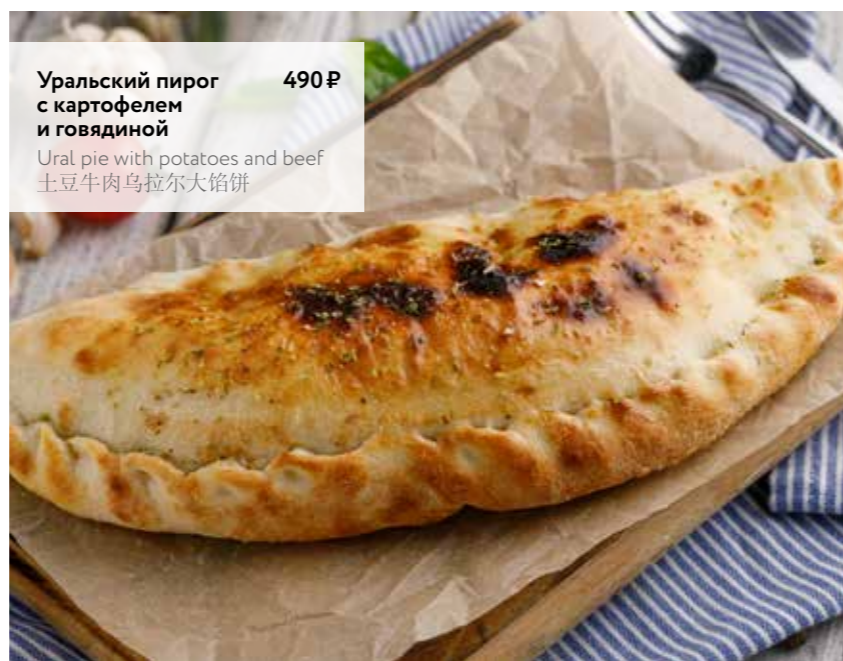 Уральский пирог 490 ₽
с картофелем
и говядиной
Ural pie with potatoes and beef
土豆牛肉乌拉尔大馅饼